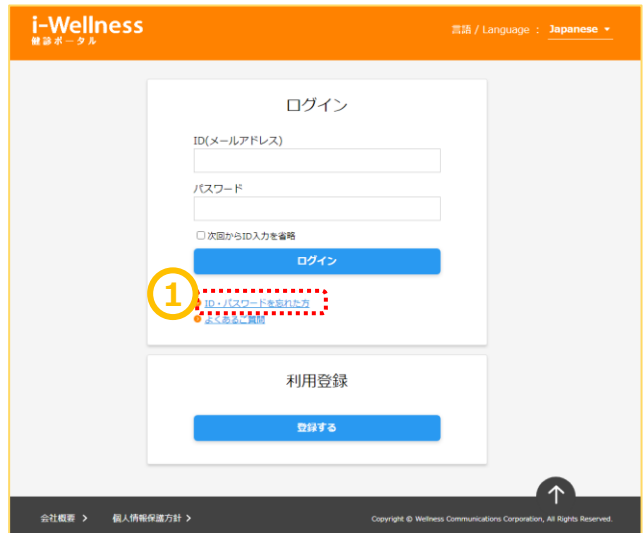 i-Wellness
健診ポータル
言語 / Language : Japanese
ログイン
ID(メールアドレス)
パスワード
次回からID入力を省略
ログイン
1
ID・パスワードを忘れた方
よくあるご質問
利用登録
登録する
会社概要 個人情報保護方針
Copyright © Wellness Communications Corporation, All Rights Reserved.